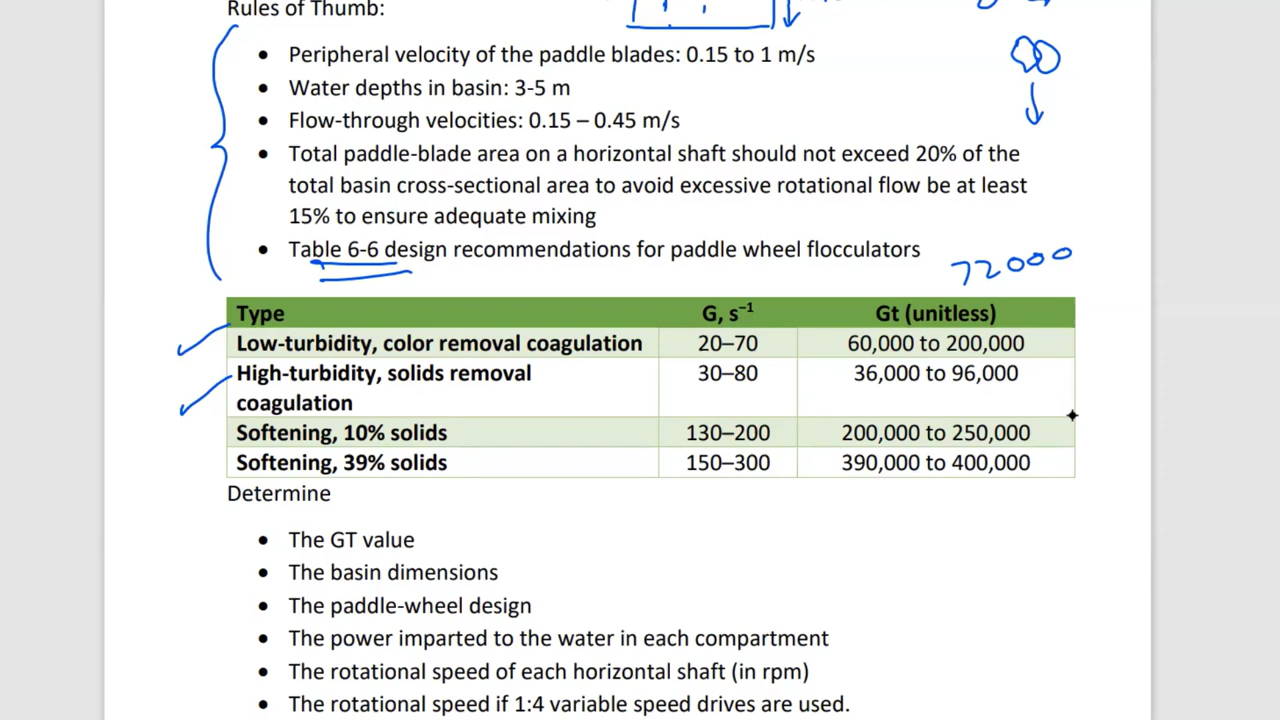 Rules of Thumb:
• Peripheral velocity of the paddle blades: 0.15 to 1 m/s
• Water depths in basin: 3-5 m
• Flow-through velocities: 0.15 – 0.45 m/s
• Total paddle-blade area on a horizontal shaft should not exceed 20% of the
total basin cross-sectional area to avoid excessive rotational flow be at least
15% to ensure adequate mixing
• Table 6-6 design recommendations for paddle wheel flocculators
72000
Type G, s⁻¹ Gt (unitless)
Low-turbidity, color removal coagulation 20–70 60,000 to 200,000
High-turbidity, solids removal 30–80 36,000 to 96,000
coagulation
Softening, 10% solids 130–200 200,000 to 250,000
Softening, 39% solids 150–300 390,000 to 400,000
Determine
• The GT value
• The basin dimensions
• The paddle-wheel design
• The power imparted to the water in each compartment
• The rotational speed of each horizontal shaft (in rpm)
• The rotational speed if 1:4 variable speed drives are used.